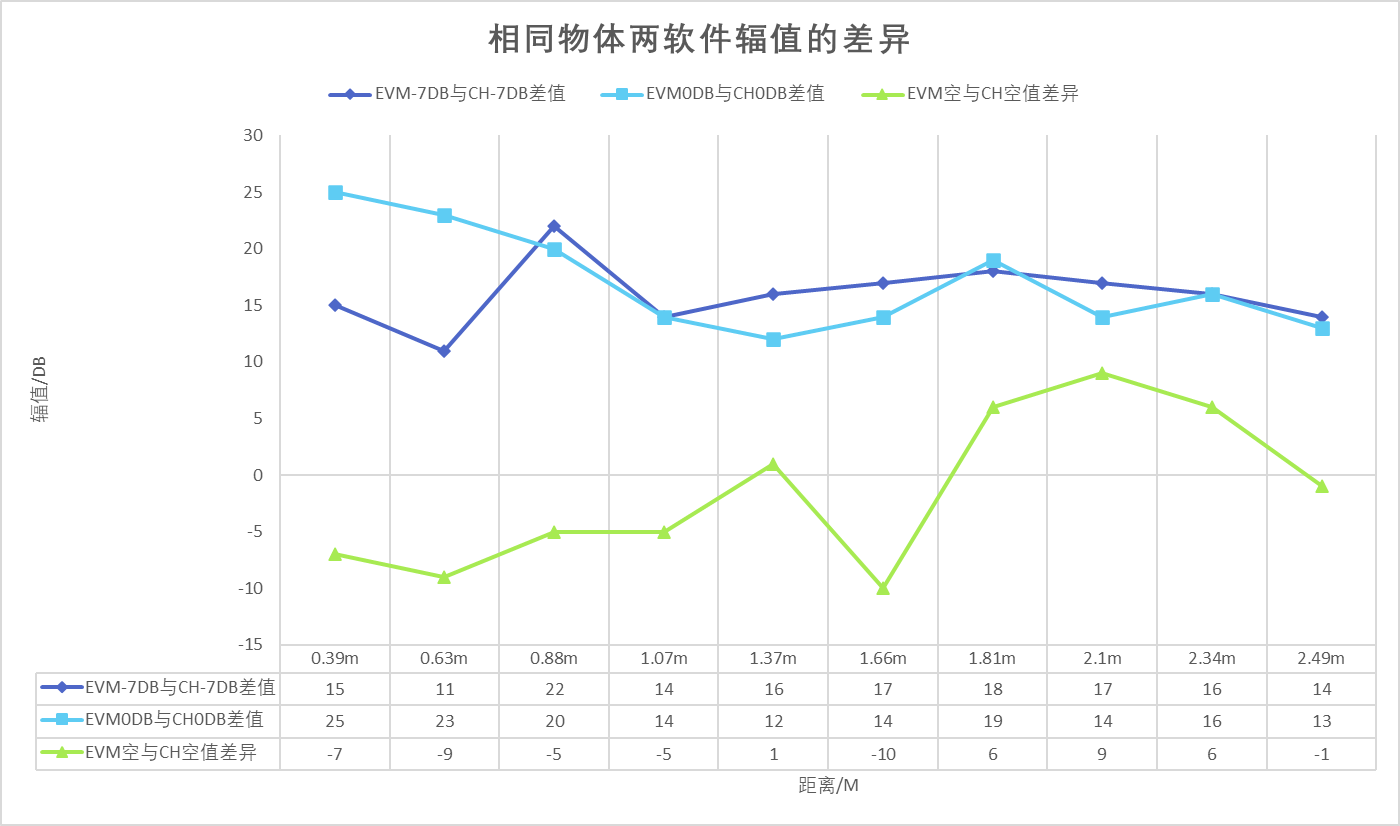 相同物体两软件辐值的差异
EVM-7DB与CH-7DB差值 EVM0DB与CH0DB差值 EVM空与CH空值差异
30
25
20
15
10
5
0
-5
-10
-15
辐值/DB
0.39m 0.63m 0.88m 1.07m 1.37m 1.66m 1.81m 2.1m 2.34m 2.49m
EVM-7DB与CH-7DB差值 15 11 22 14 16 17 18 17 16 14
EVM0DB与CH0DB差值 25 23 20 14 12 14 19 14 16 13
EVM空与CH空值差异 -7 -9 -5 -5 1 -10 6 9 6 -1
距离/M